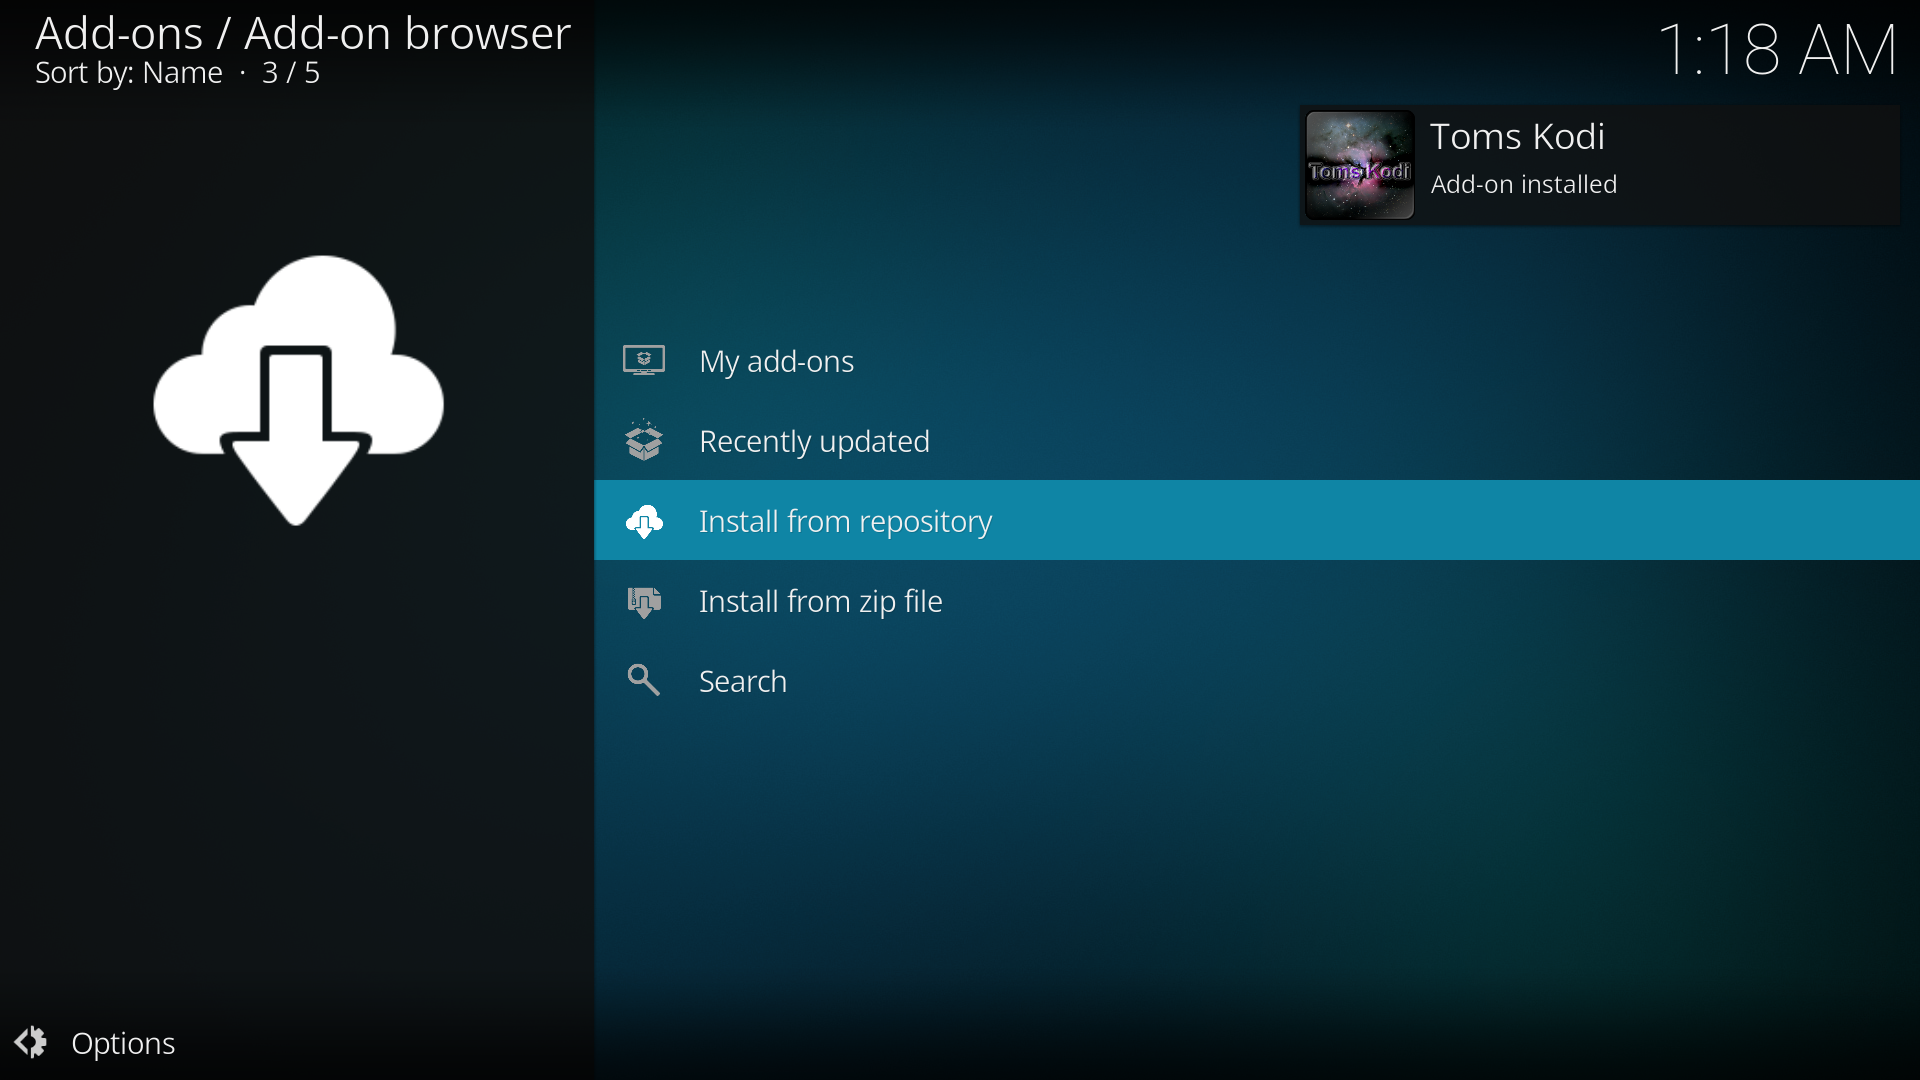 Add-ons / Add-on browser
Sort by: Name · 3 / 5
1:18 AM
Toms Kodi
Toms Kodi
Add-on installed
My add-ons
Recently updated
Install from repository
Install from zip file
Search
Options